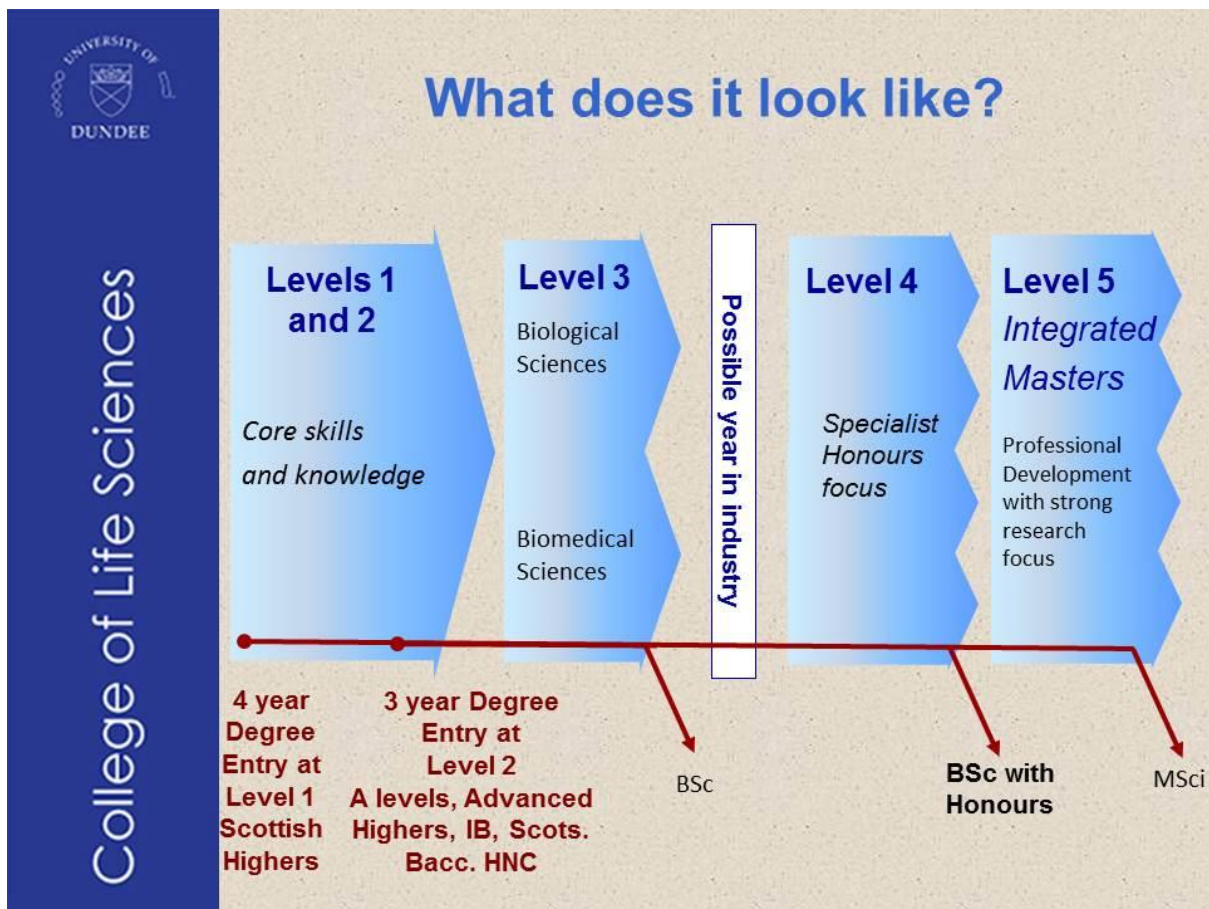 UNIVERSITY OF
DUNDEE
College of Life Sciences
What does it look like?
Levels 1
and 2
Core skills
and knowledge
Level 3
Biological
Sciences
Biomedical
Sciences
Possible year in industry
Level 4
Specialist
Honours
focus
Level 5
Integrated
Masters
Professional
Development
with strong
research
focus
4 year
Degree
Entry at
Level 1
Scottish
Highers
3 year Degree
Entry at
Level 2
A levels, Advanced
Highers, IB, Scots.
Bacc. HNC
BSc
BSc with
Honours
MSci